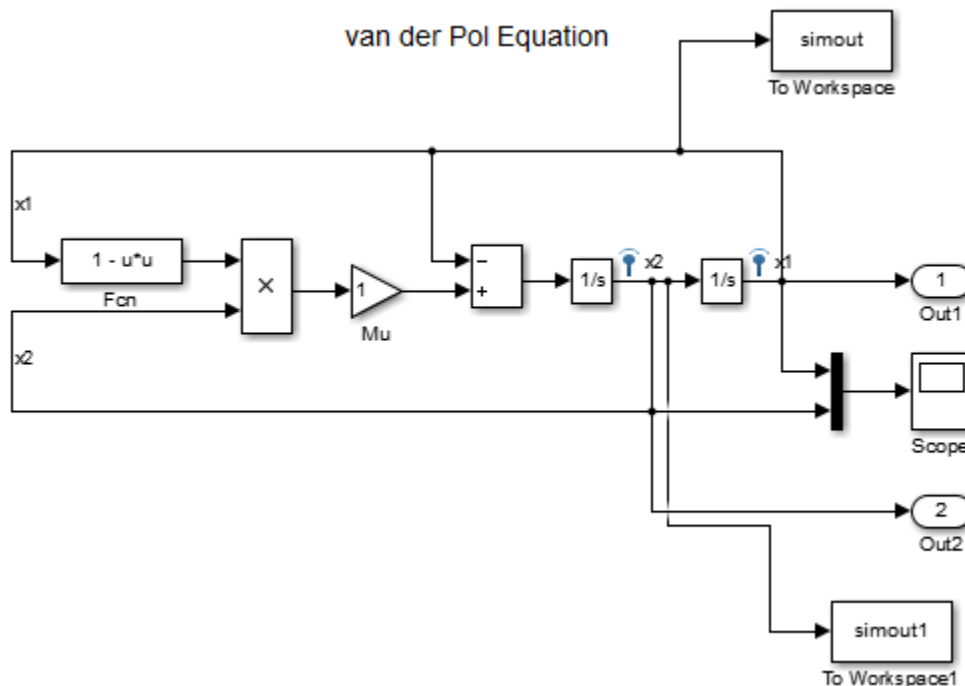 van der Pol Equation
simout
To Workspace
x1
1 - u*u
Fcn
×
1
Mu
−
+
1/s
x2
1/s
x1
1
Out1
x2
Scope
2
Out2
simout1
To Workspace1